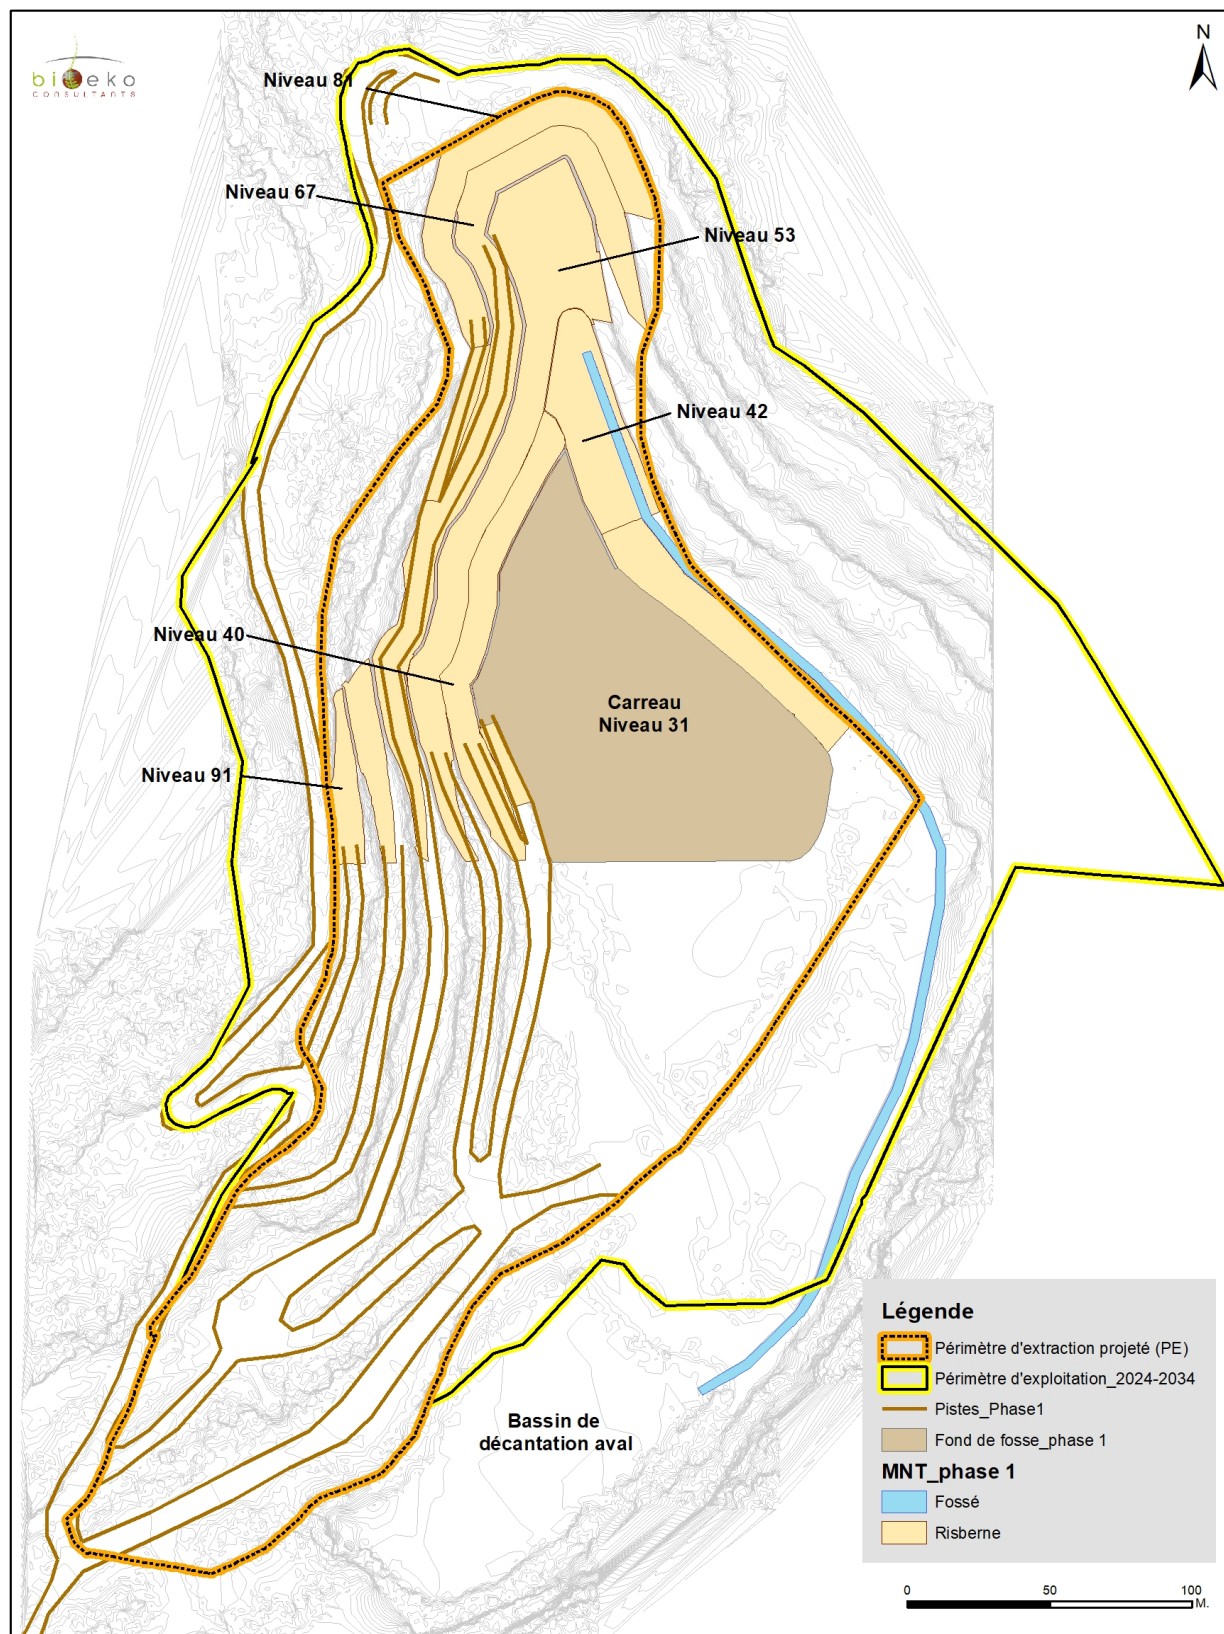 N
bioeko
CONSULTANTS
Niveau 81
Niveau 67
Niveau 53
Niveau 42
Niveau 40
Carreau
Niveau 31
Niveau 91
Bassin de
décantation aval
Légende
Périmètre d'extraction projeté (PE)
Périmètre d'exploitation_2024-2034
Pistes_Phase1
Fond de fosse_phase 1
MNT_phase 1
Fossé
Risberne
0 50 100
M.